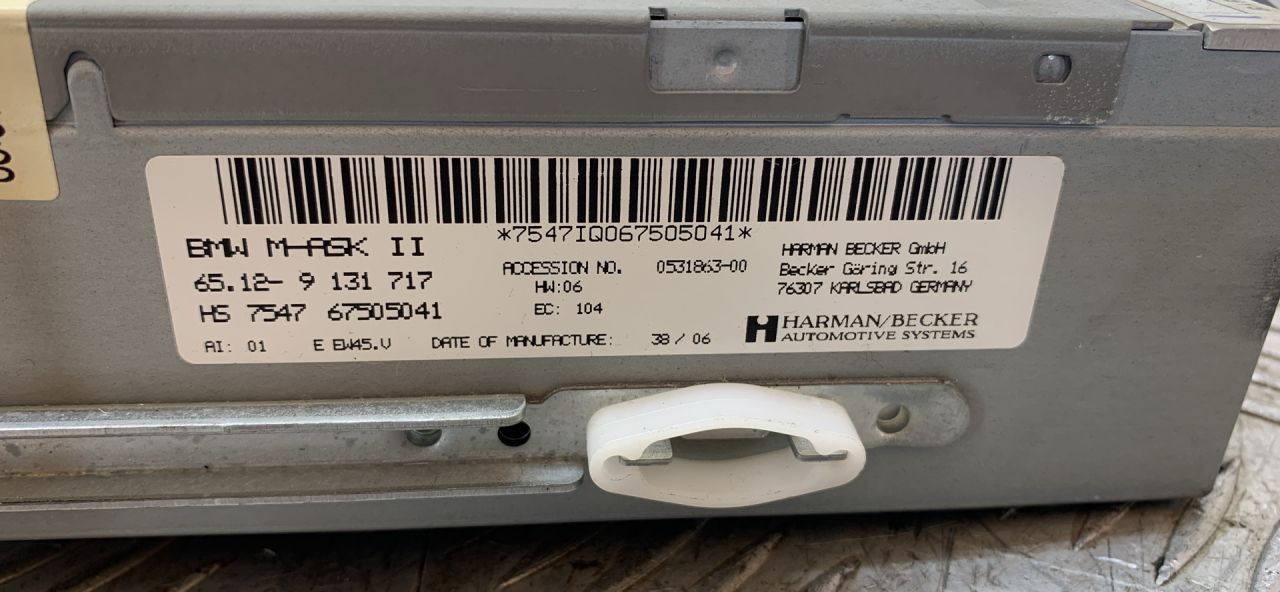 *7547IQ067505041*
BMW M-ASK II
65.12- 9 131 717
HS 7547 67505041
AI: 01 E EW45.V DATE OF MANUFACTURE: 38 / 06
ACCESSION NO. 0531863-00
HW:06
EC: 104
HARMAN BECKER GmbH
Becker Göring Str. 16
76307 KARLSBAD GERMANY
HARMAN/BECKER
AUTOMOTIVE SYSTEMS